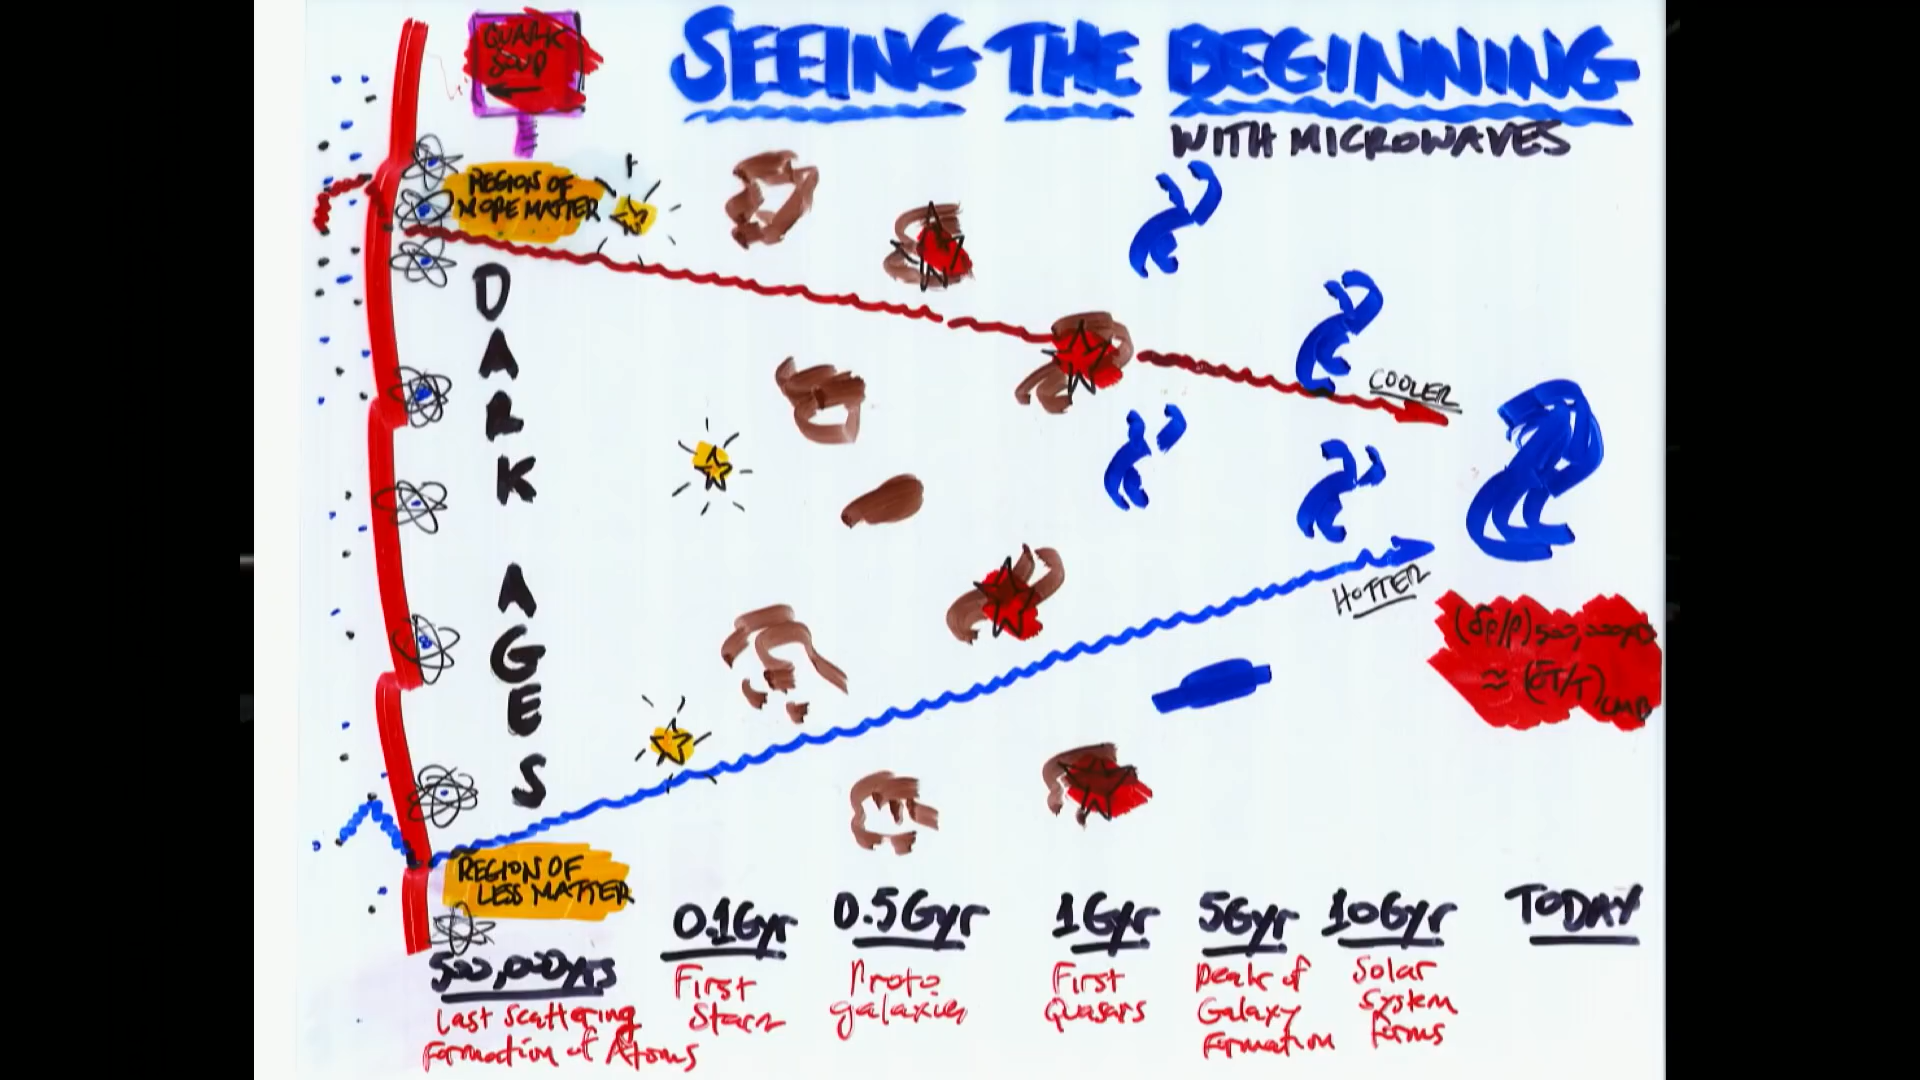 QUARK
SOUP
SEEING THE BEGINNING
WITH MICROWAVES
REGION OF
MORE MATTER
DARK
AGES
COOLER
HOTTER
(δρ/ρ)500,000yrs
≈ (δT/T)CMB
REGION OF
LESS MATTER
500,000yrs
Last Scattering
Formation of Atoms
0.1Gyr
First
Stars
0.5Gyr
Proto
galaxies
1Gyr
First
Quasars
5Gyr
Peak of
Galaxy
Formation
10Gyr
Solar
System
Forms
TODAY